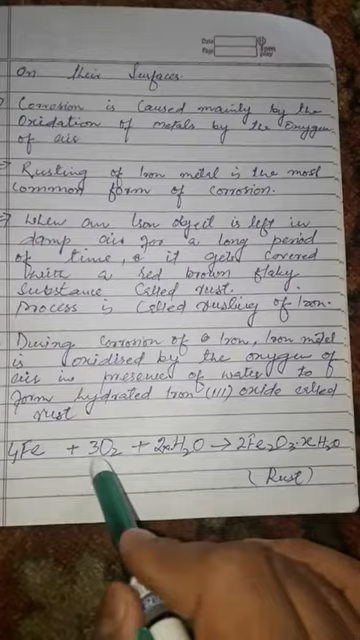 Date
Page
on their Surfaces.
Corrosion is caused mainly by the
oxidation of metals by the oxygen
of air
Rusting of Iron metal is the most
common form of corrosion.
When an Iron object is left in
damp air for a long period
of time, it gets covered
with a red brown flaky
substance called rust.
process is called rusting of Iron.
During corrosion of Iron, Iron metal
is oxidised by the oxygen of
air in presence of water to
form hydrated Iron (III) oxide called
rust
4Fe + 3O₂ + 2xH₂O → 2Fe₂O₃·xH₂O
(Rust)